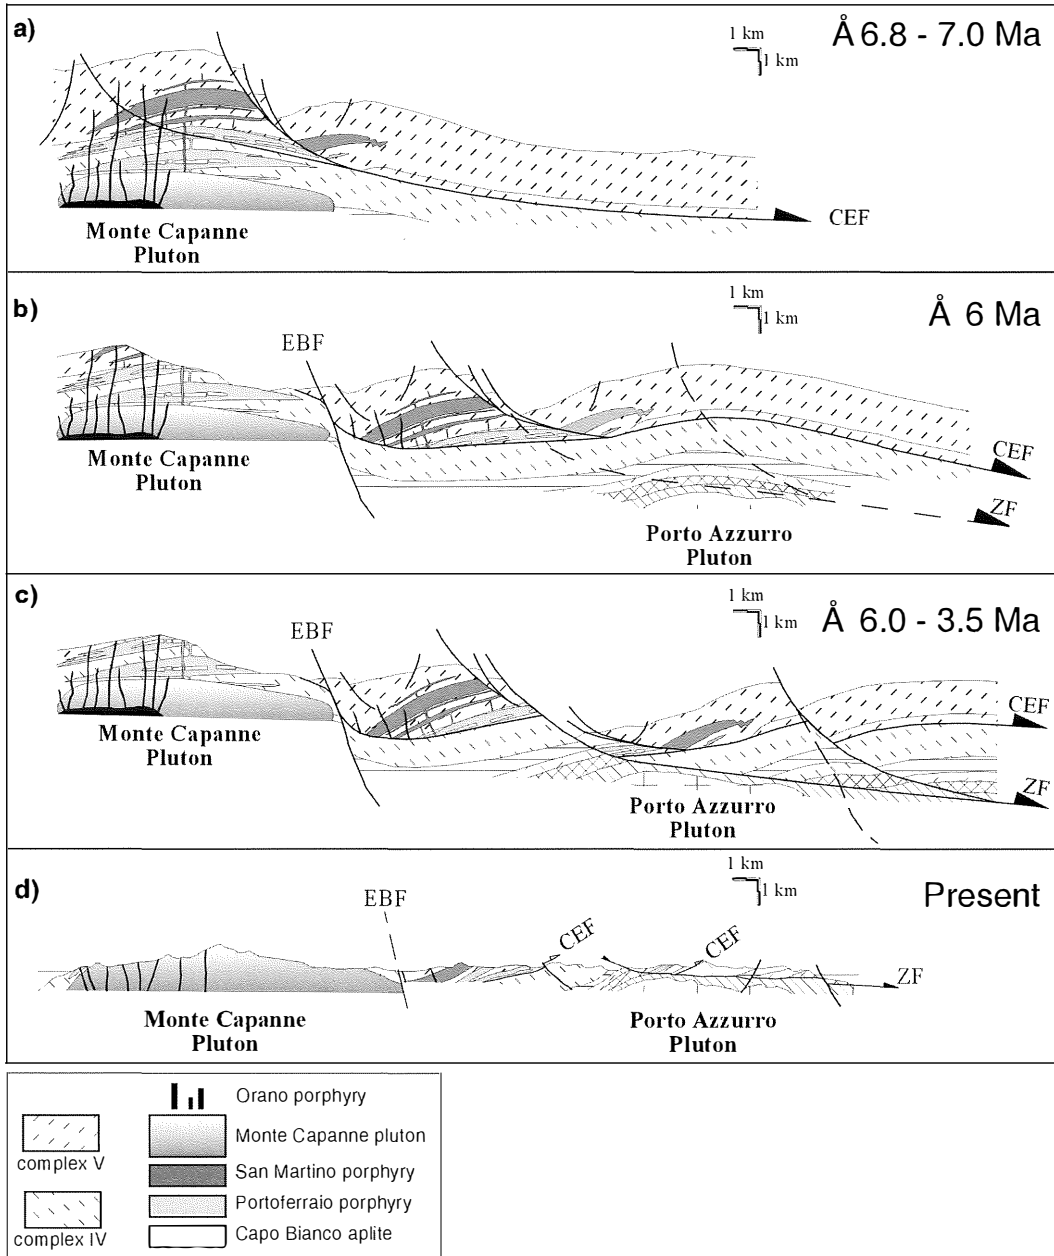 a)
1 km
1 km
Å 6.8 - 7.0 Ma
CEF
Monte Capanne
Pluton
b)
1 km
1 km
Å 6 Ma
EBF
CEF
ZF
Monte Capanne
Pluton
Porto Azzurro
Pluton
c)
1 km
1 km
Å 6.0 - 3.5 Ma
EBF
CEF
ZF
Monte Capanne
Pluton
Porto Azzurro
Pluton
d)
1 km
1 km
Present
EBF
CEF
CEF
ZF
Monte Capanne
Pluton
Porto Azzurro
Pluton
Orano porphyry
Monte Capanne pluton
complex V
San Martino porphyry
Portoferraio porphyry
Capo Bianco aplite
complex IV